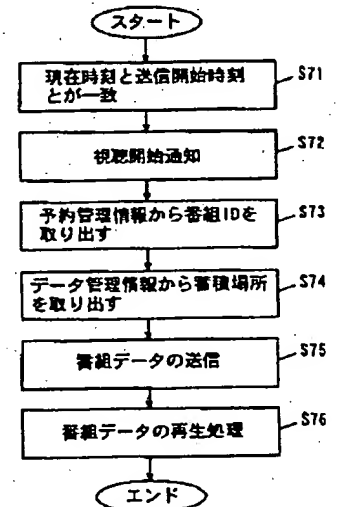 スタート
現在時刻と送信開始時刻
とが一致
S71
視聴開始通知
S72
予約管理情報から番組IDを
取り出す
S73
データ管理情報から蓄積場所
を取り出す
S74
番組データの送信
S75
番組データの再生処理
S76
エンド